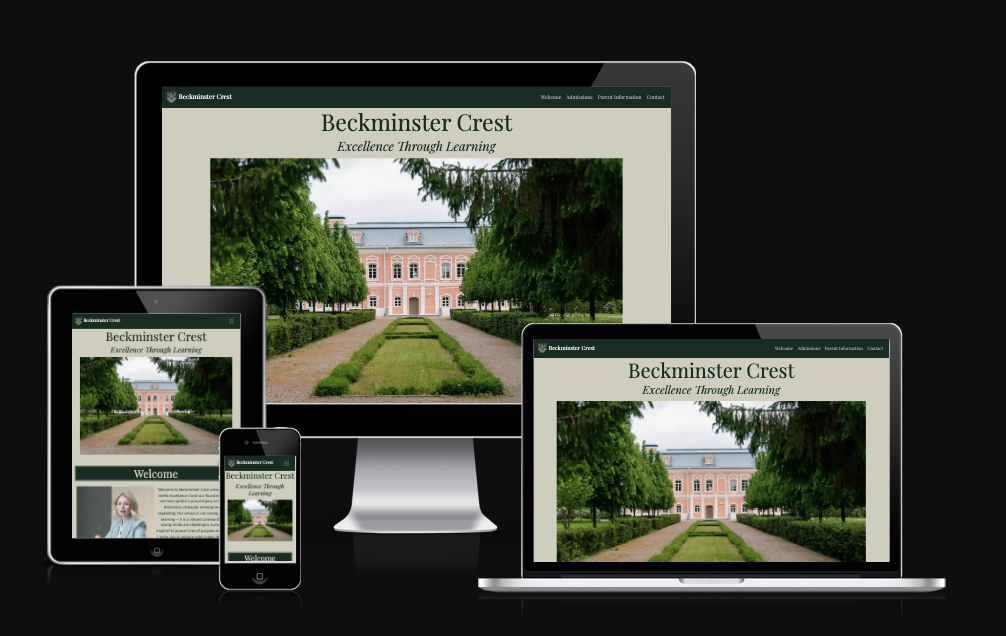 Beckminster Crest
Welcome Admissions Parent Information Contact
Beckminster Crest
Excellence Through Learning
Beckminster Crest
Beckminster Crest
Excellence Through Learning
Welcome
Beckminster Crest
Beckminster Crest
Excellence Through
Learning
Welcome
Beckminster Crest
Welcome Admissions Parent Information Contact
Beckminster Crest
Excellence Through Learning